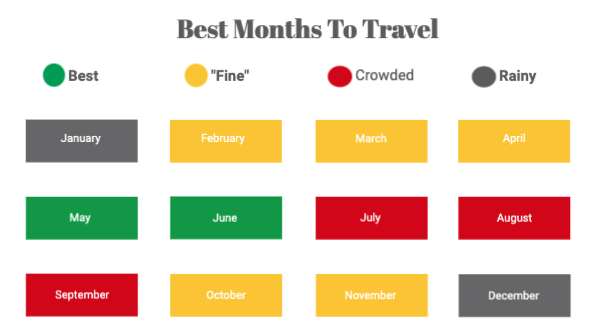 Best Months To Travel
Best "Fine" Crowded Rainy
January February March April
May June July August
September October November December